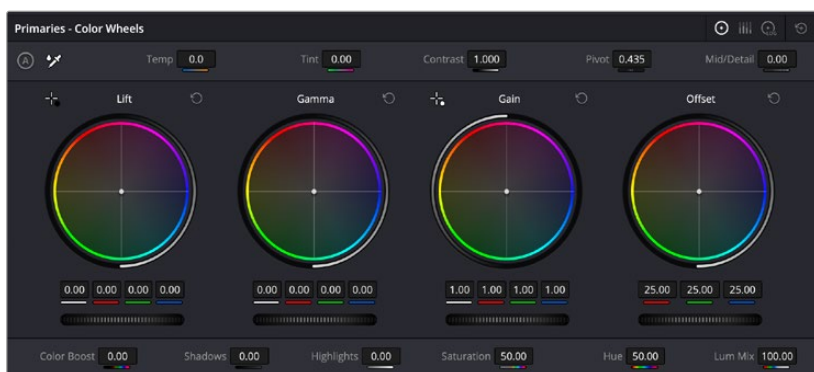 Primaries - Color Wheels
A Temp 0.0 Tint 0.00 Contrast 1.000 Pivot 0.435 Mid/Detail 0.00
Lift Gamma Gain Offset
0.00 0.00 0.00 0.00 0.00 0.00 0.00 0.00 1.00 1.00 1.00 1.00 25.00 25.00 25.00
Color Boost 0.00 Shadows 0.00 Highlights 0.00 Saturation 50.00 Hue 50.00 Lum Mix 100.00